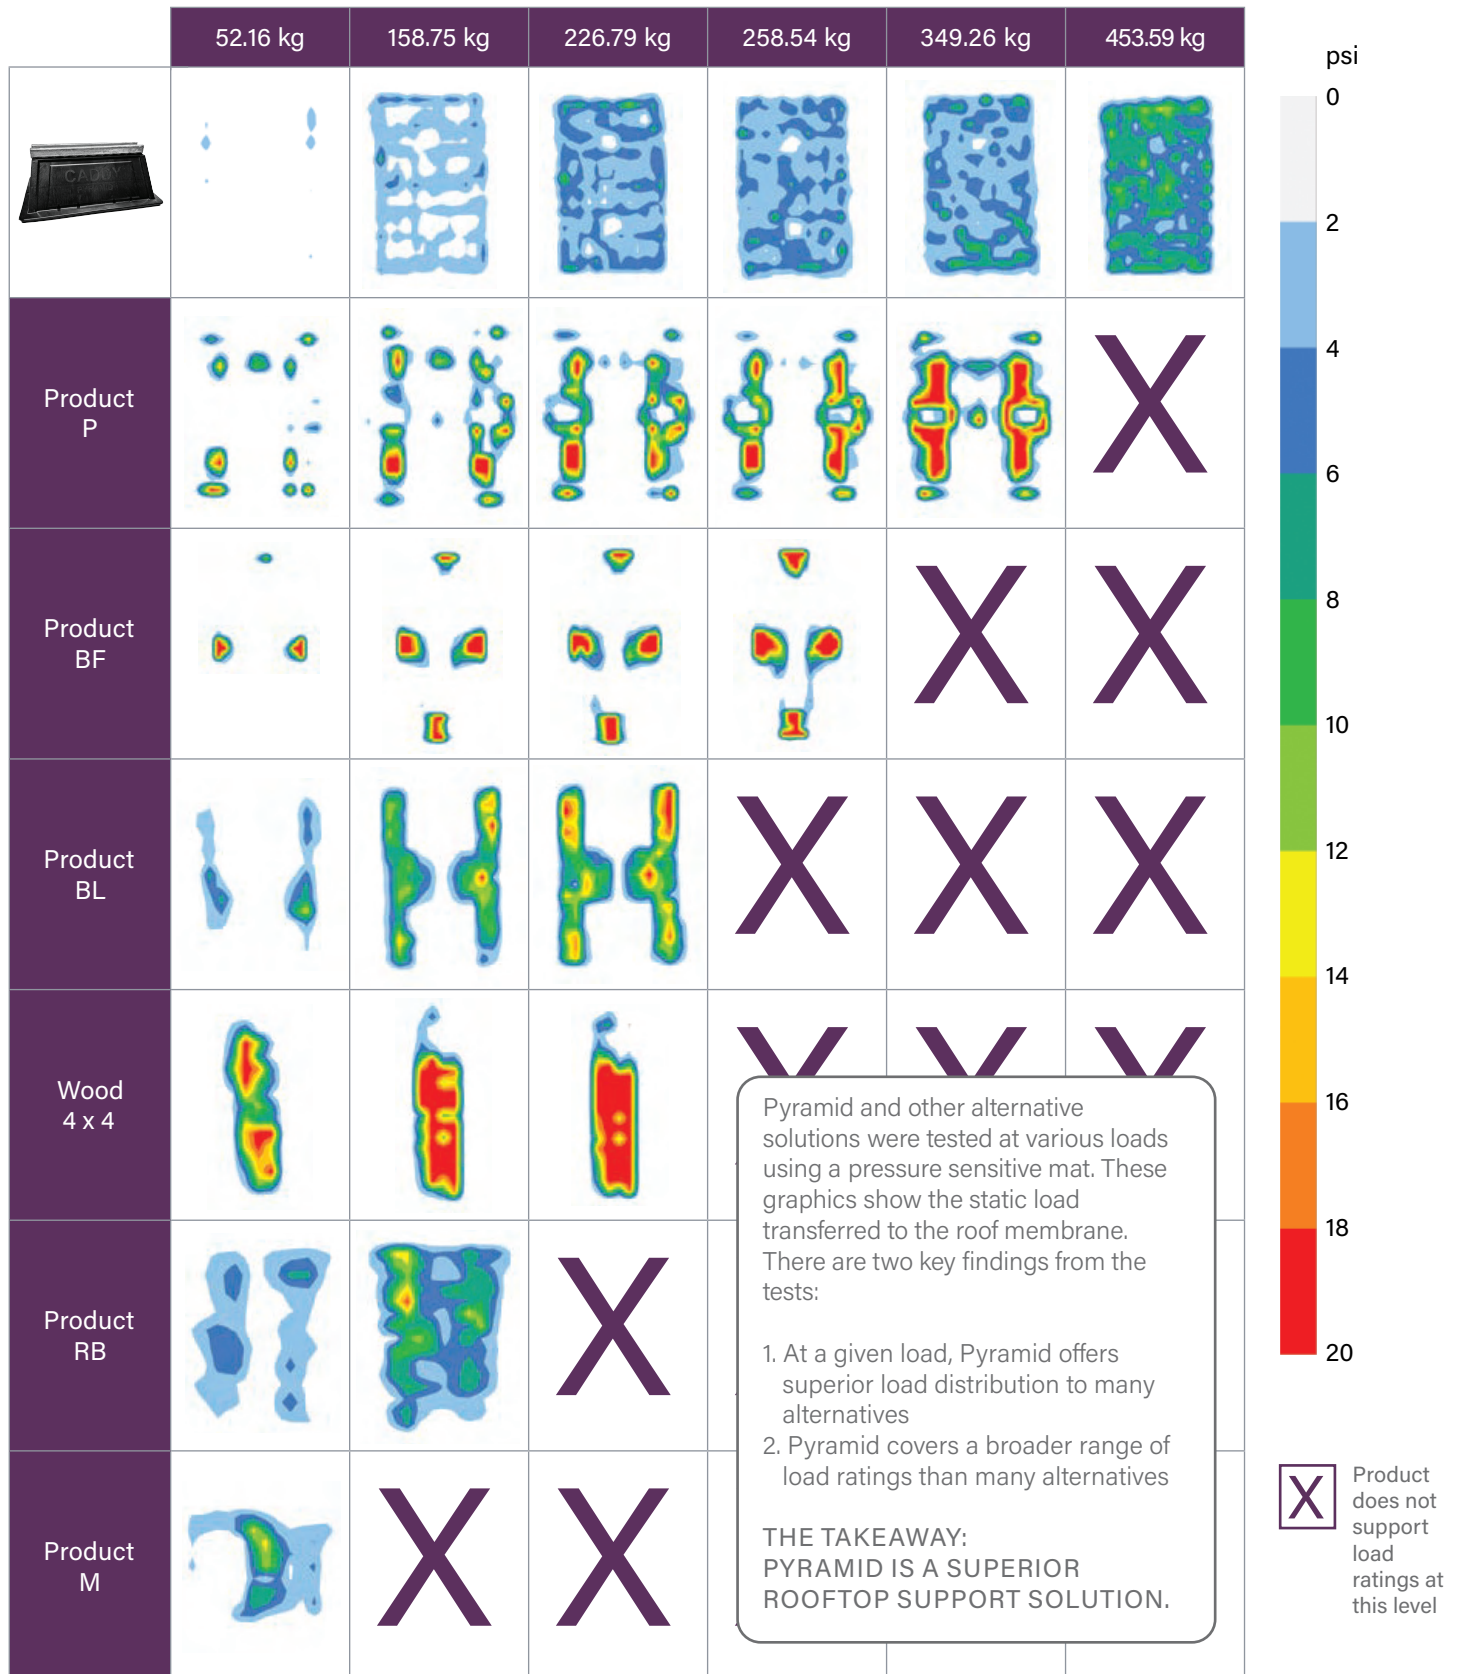 52.16 kg
158.75 kg
226.79 kg
258.54 kg
349.26 kg
453.59 kg
psi
0
2
4
6
8
10
12
14
16
18
20
CADDY
Product
P
X
Product
BF
X
X
Product
BL
X
X
X
Wood
4 x 4
X
X
X
Product
RB
X
Product
M
X
X
Pyramid and other alternative
solutions were tested at various loads
using a pressure sensitive mat. These
graphics show the static load
transferred to the roof membrane.
There are two key findings from the
tests:
1. At a given load, Pyramid offers
superior load distribution to many
alternatives
2. Pyramid covers a broader range of
load ratings than many alternatives
THE TAKEAWAY:
PYRAMID IS A SUPERIOR
ROOFTOP SUPPORT SOLUTION.
X
Product
does not
support
load
ratings at
this level